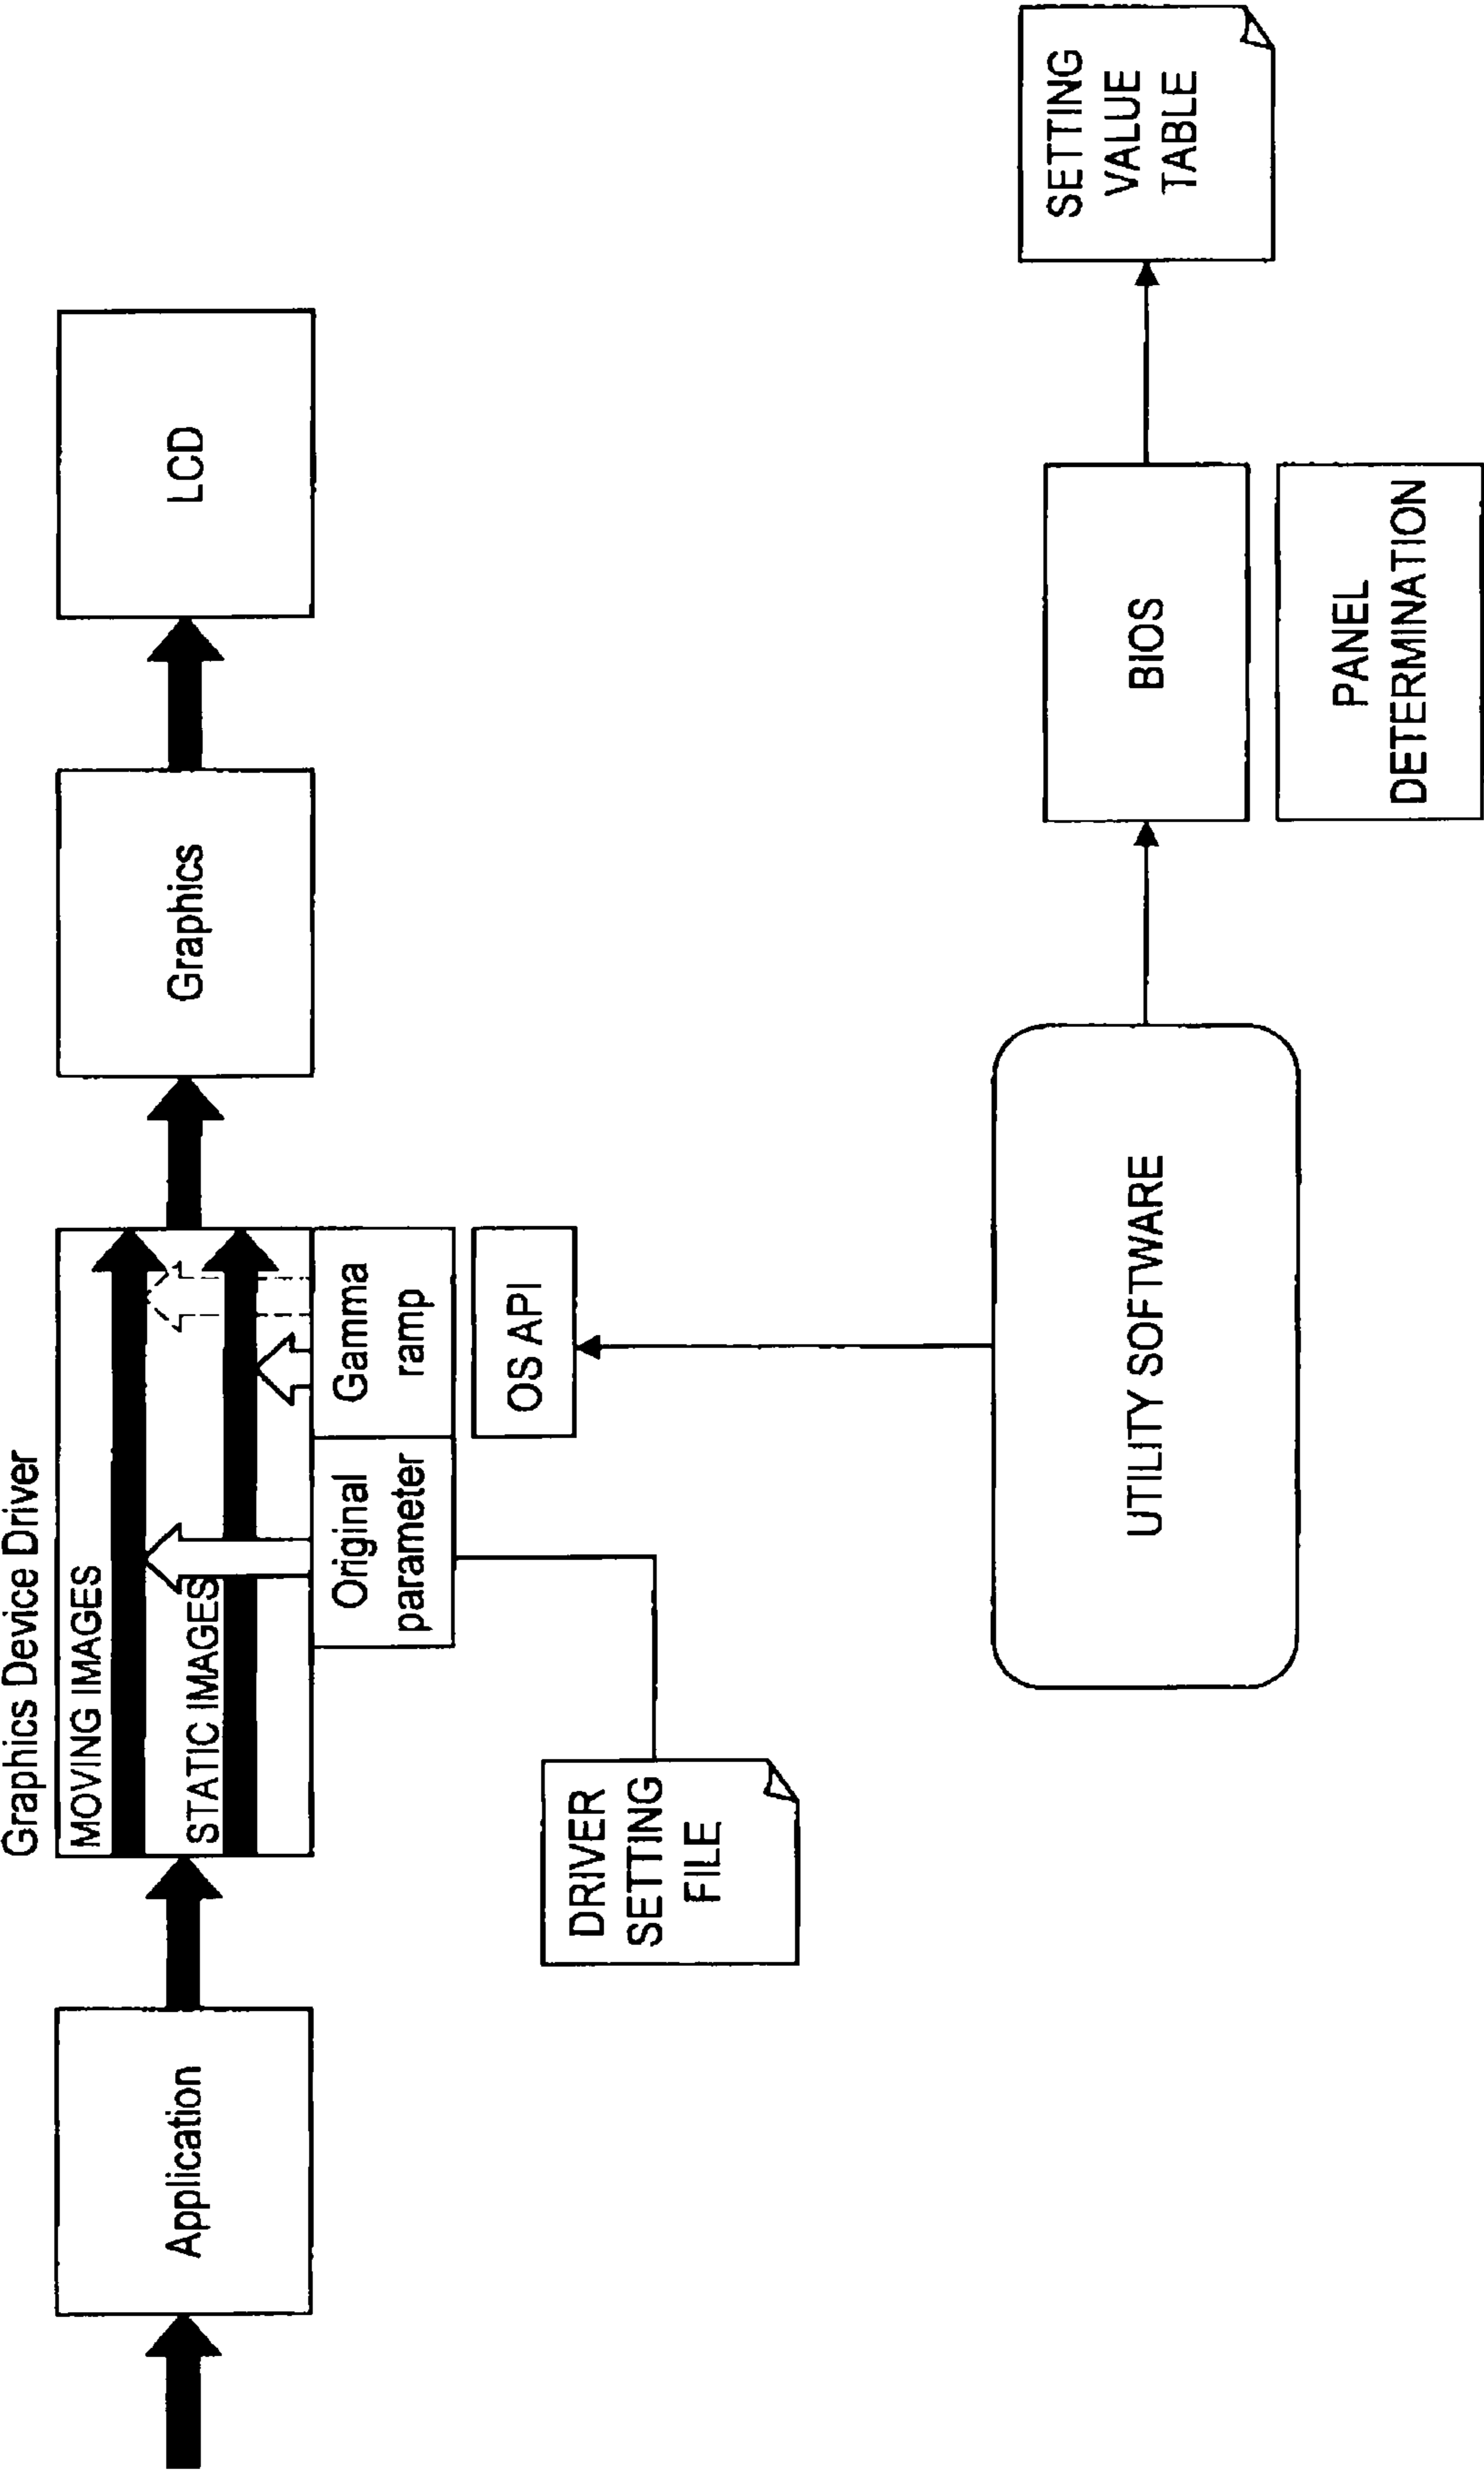 Graphics Device Driver
MOVING IMAGES
STATIC IMAGES
Application
Graphics
LCD
Original
parameter
Gamma
ramp
OS API
DRIVER
SETTING
FILE
UTILITY SOFTWARE
BIOS
PANEL
DETERMINATION
SETTING
VALUE
TABLE